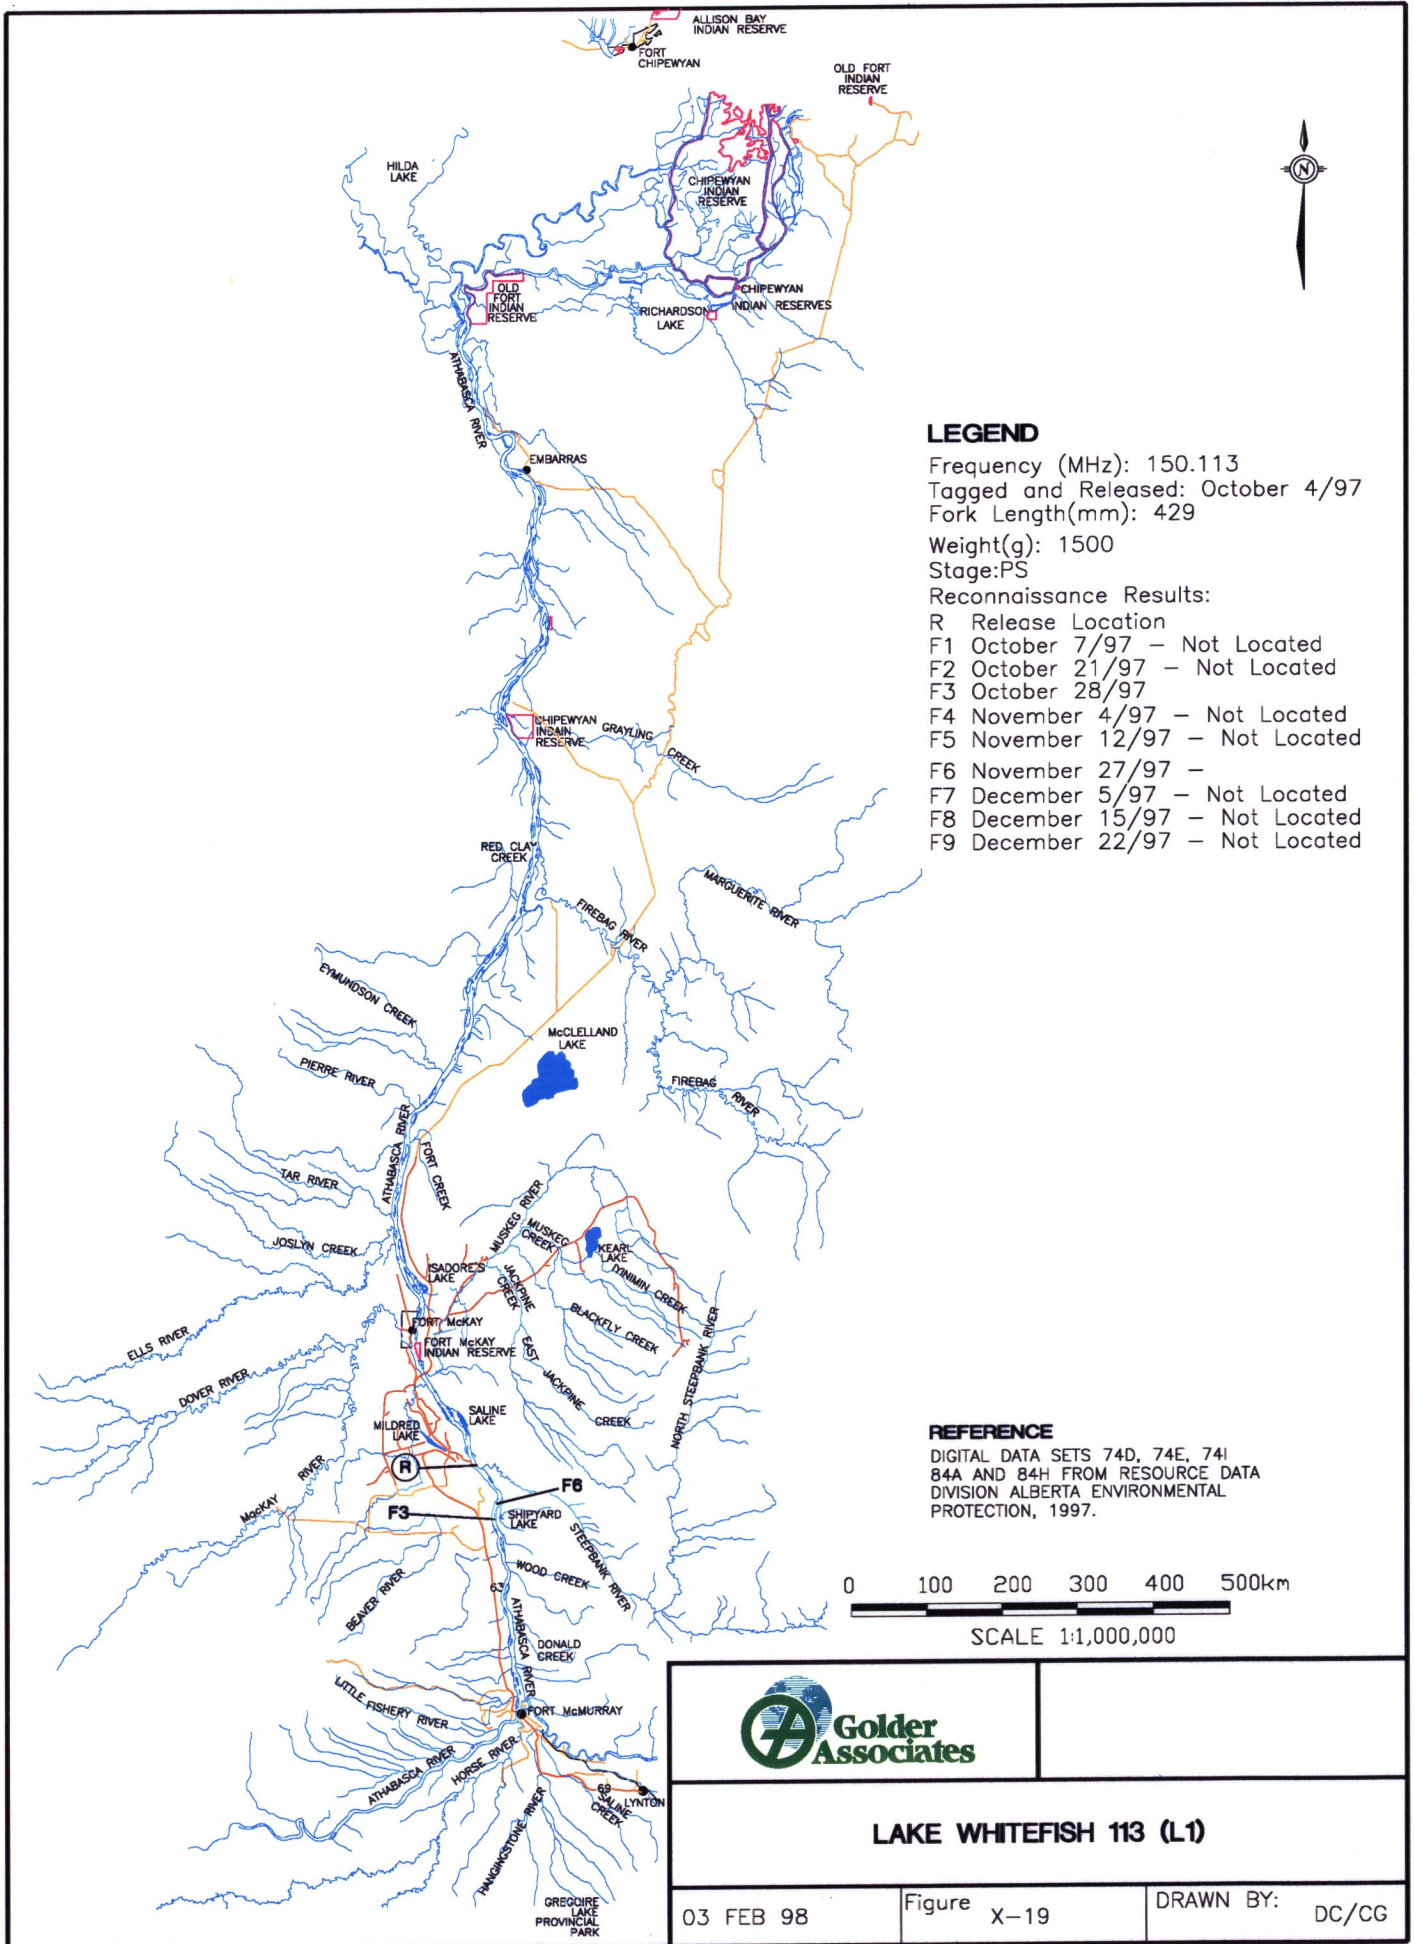 ALLISON BAY
INDIAN RESERVE
FORT
CHIPEWYAN
OLD FORT
INDIAN
RESERVE
N
HILDA
LAKE
CHIPEWYAN
INDIAN
RESERVE
OLD
FORT
INDIAN
RESERVE
CHIPEWYAN
INDIAN RESERVES
RICHARDSON
LAKE
ATHABASCA RIVER
EMBARRAS
LEGEND
Frequency (MHz): 150.113
Tagged and Released: October 4/97
Fork Length(mm): 429
Weight(g): 1500
Stage:PS
Reconnaissance Results:
R Release Location
F1 October 7/97 – Not Located
F2 October 21/97 – Not Located
F3 October 28/97
F4 November 4/97 – Not Located
F5 November 12/97 – Not Located
F6 November 27/97 –
F7 December 5/97 – Not Located
F8 December 15/97 – Not Located
F9 December 22/97 – Not Located
CHIPEWYAN
INDAIN
RESERVE
GRAYLING
CREEK
RED CLAY
CREEK
MARGUERITE RIVER
FIREBAG RIVER
EYMUNDSON CREEK
McCLELLAND
LAKE
PIERRE RIVER
FIREBAG RIVER
ATHABASCA RIVER
FORT CREEK
TAR RIVER
MUSKEG RIVER
MUSKEG
CREEK
JOSLYN CREEK
KEARL
LAKE
ISADORE'S
LAKE
JACKPINE
CREEK
IYINIMIN CREEK
BLACKFLY CREEK
FORT McKAY
FORT McKAY
INDIAN RESERVE
ELLS RIVER
EAST JACKPINE CREEK
NORTH STEEPBANK RIVER
DOVER RIVER
SALINE
LAKE
MILDRED
LAKE
R
MacKAY RIVER
F6
F3
SHIPYARD
LAKE
STEEPBANK RIVER
WOOD CREEK
BEAVER RIVER
63
ATHABASCA RIVER
DONALD
CREEK
REFERENCE
DIGITAL DATA SETS 74D, 74E, 74I
84A AND 84H FROM RESOURCE DATA
DIVISION ALBERTA ENVIRONMENTAL
PROTECTION, 1997.
0 100 200 300 400 500km
SCALE 1:1,000,000
LITTLE FISHERY RIVER
FORT McMURRAY
ATHABASCA RIVER
HORSE RIVER
HANGINGSTONE RIVER
69
SALINE
CREEK
LYNTON
GREGOIRE
LAKE
PROVINCIAL
PARK
Golder
Associates
LAKE WHITEFISH 113 (L1)
03 FEB 98
Figure X–19
DRAWN BY: DC/CG